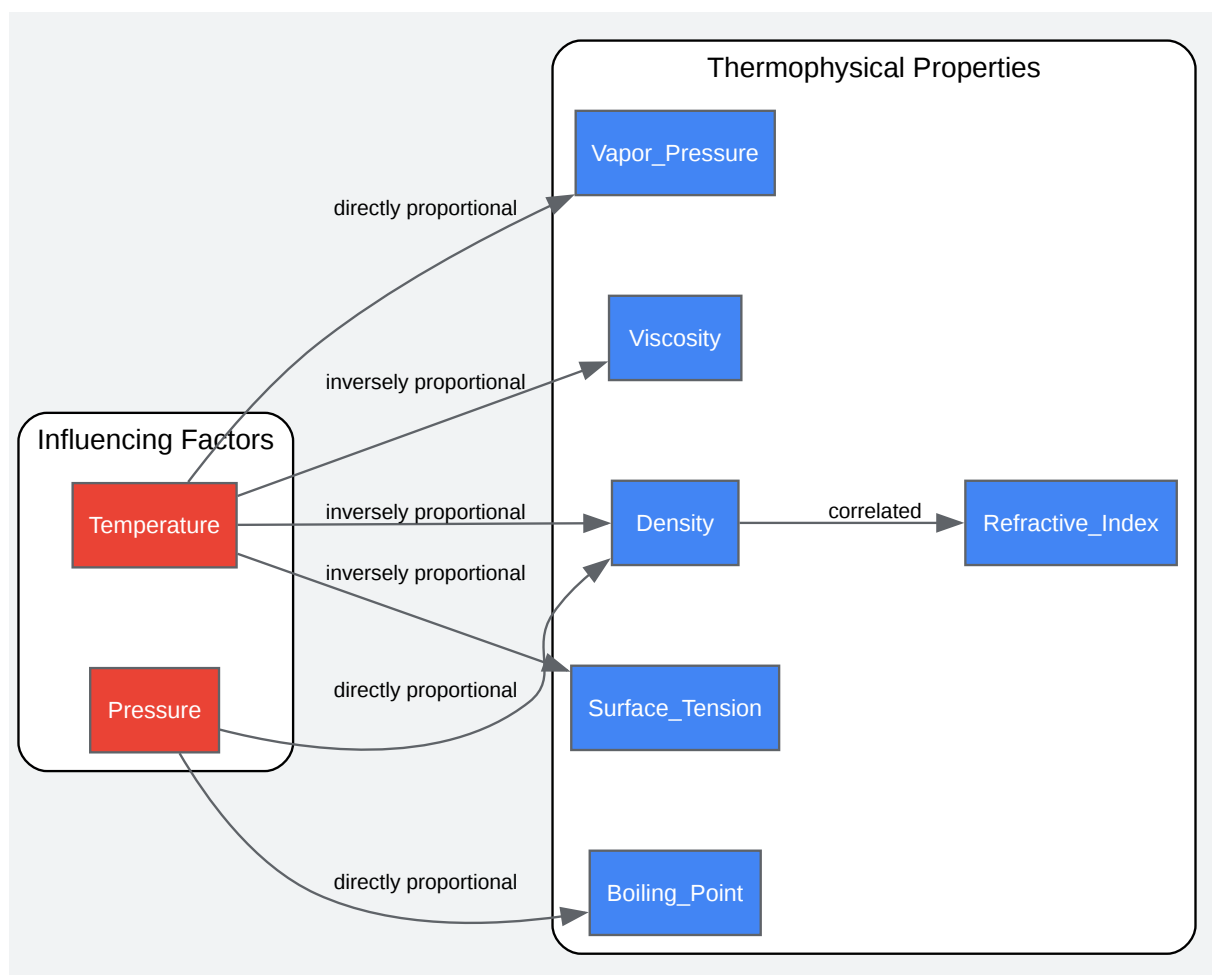 Thermophysical Properties
Vapor_Pressure
directly proportional
Viscosity
inversely proportional
Influencing Factors
Temperature
inversely proportional
Density
correlated
Refractive_Index
inversely proportional
Pressure
directly proportional
Surface_Tension
directly proportional
Boiling_Point